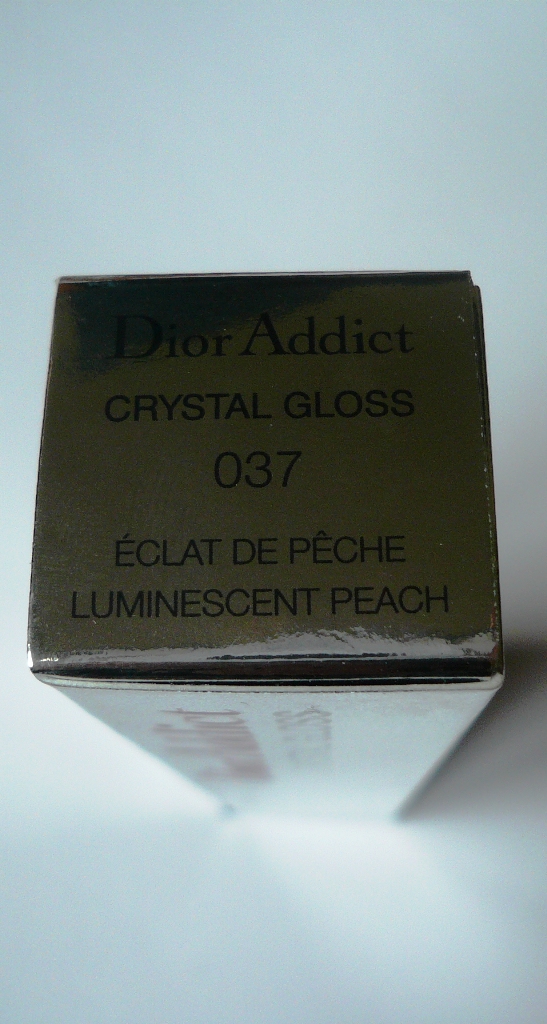 Dior Addict
CRYSTAL GLOSS
037
ÉCLAT DE PÊCHE
LUMINESCENT PEACH